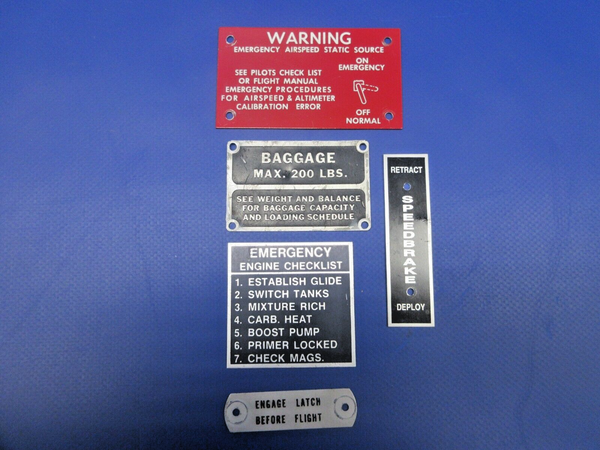 WARNING
EMERGENCY AIRSPEED STATIC SOURCE
ON
EMERGENCY
SEE PILOTS CHECK LIST
OR FLIGHT MANUAL
EMERGENCY PROCEDURES
FOR AIRSPEED & ALTIMETER
CALIBRATION ERROR
OFF
NORMAL
BAGGAGE
MAX. 200 LBS.
SEE WEIGHT AND BALANCE
FOR BAGGAGE CAPACITY
AND LOADING SCHEDULE
RETRACT
SPEEDBRAKE
DEPLOY
EMERGENCY
ENGINE CHECKLIST
1. ESTABLISH GLIDE
2. SWITCH TANKS
3. MIXTURE RICH
4. CARB. HEAT
5. BOOST PUMP
6. PRIMER LOCKED
7. CHECK MAGS.
ENGAGE LATCH
BEFORE FLIGHT